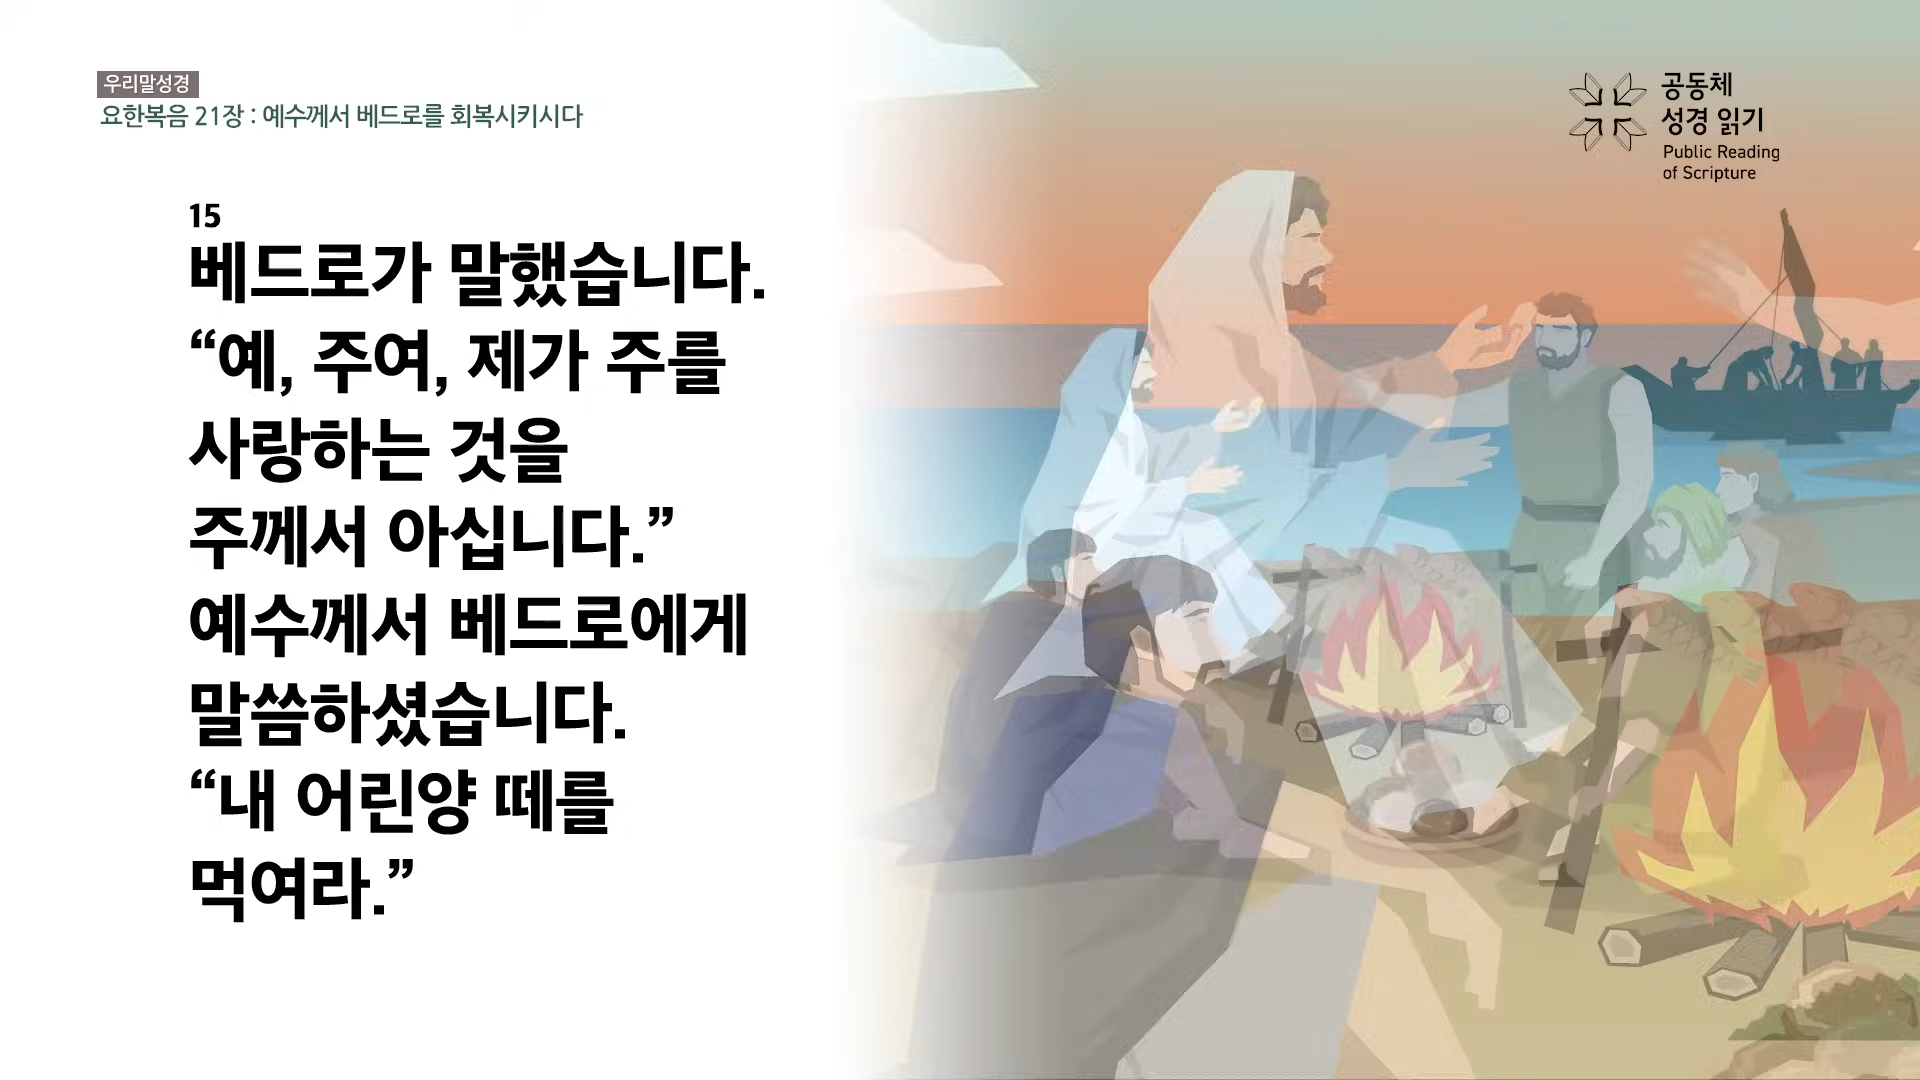 우리말성경
요한복음 21장 : 예수께서 베드로를 회복시키시다
공동체
성경 읽기
Public Reading
of Scripture
15
베드로가 말했습니다.
“예, 주여, 제가 주를
사랑하는 것을
주께서 아십니다.”
예수께서 베드로에게
말씀하셨습니다.
“내 어린양 떼를
먹여라.”